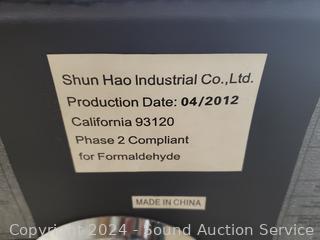 Shun Hao Industrial Co.,Ltd.
Production Date: 04/2012
California 93120
Phase 2 Compliant
for Formaldehyde
MADE IN CHINA
Copyright 2024 - Sound Auction Service